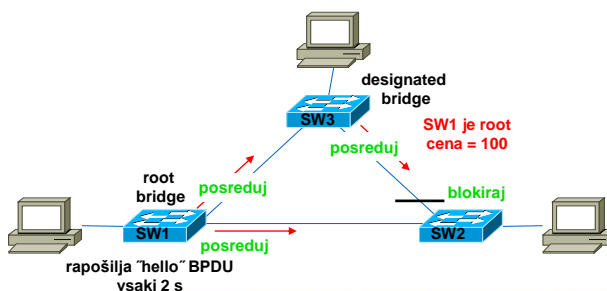 designated
bridge
SW3
SW1 je root
cena = 100
posreduj
root
bridge
posreduj
blokiraj
SW1
SW2
posreduj
rapošilja ˝hello˝ BPDU
vsaki 2 s